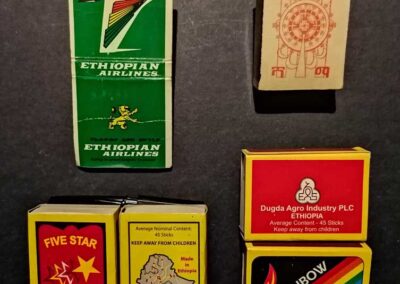 ETHIOPIAN
AIRLINES
ETHIOPIAN
AIRLINES
Dugda Agro Industry PLC
ETHIOPIA
Average Content - 45 Sticks
Keep away from children
FIVE STAR
Average Nominal Content:
45 Sticks
KEEP AWAY FROM CHILDREN
Made in
Ethiopia